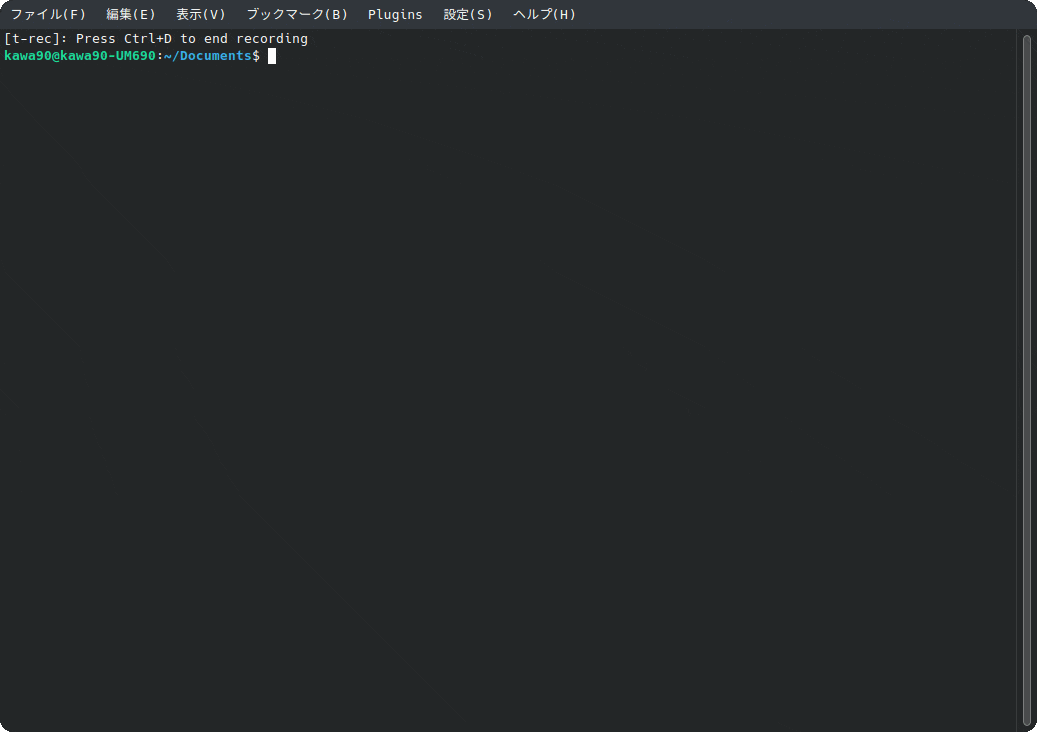 ファイル(F) 編集(E) 表示(V) ブックマーク(B) Plugins 設定(S) ヘルプ(H)
[t-rec]: Press Ctrl+D to end recording
kawa90@kawa90-UM690:~/Documents$